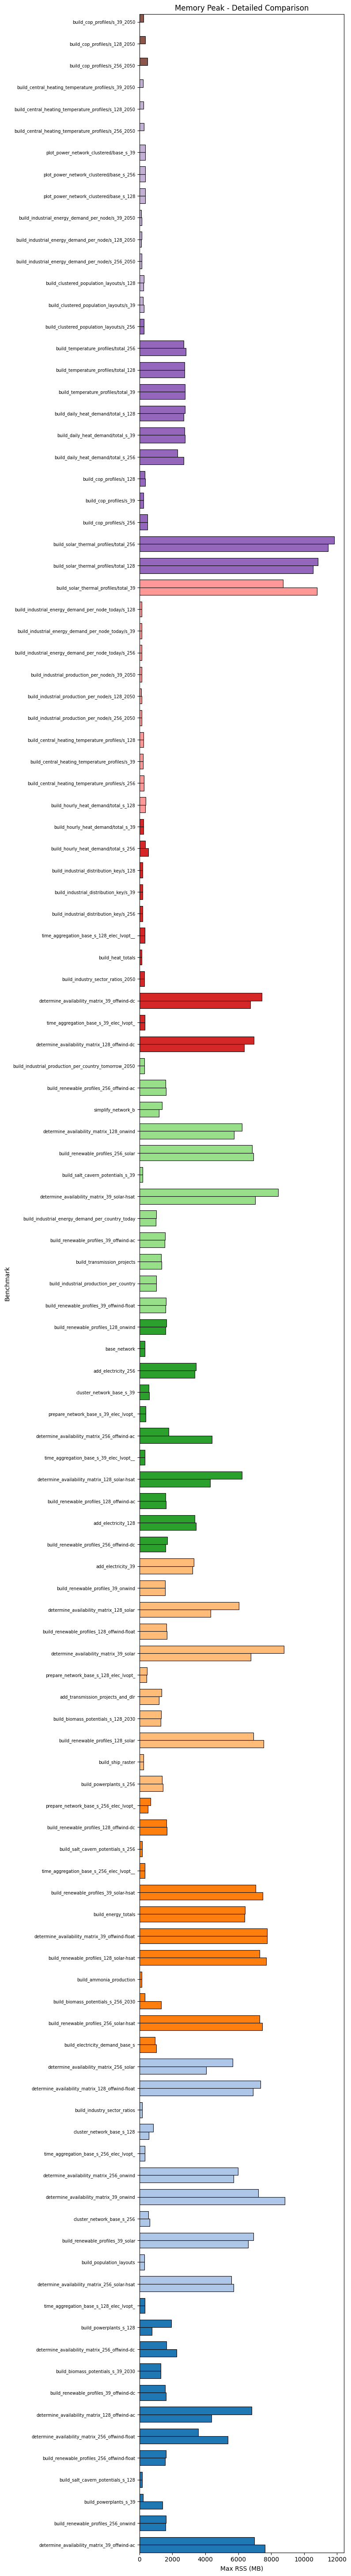 Memory Peak - Detailed Comparison
build_cop_profiles/s_39_2050
build_cop_profiles/s_128_2050
build_cop_profiles/s_256_2050
build_central_heating_temperature_profiles/s_39_2050
build_central_heating_temperature_profiles/s_128_2050
build_central_heating_temperature_profiles/s_256_2050
plot_power_network_clustered/base_s_39
plot_power_network_clustered/base_s_256
plot_power_network_clustered/base_s_128
build_industrial_energy_demand_per_node/s_39_2050
build_industrial_energy_demand_per_node/s_128_2050
build_industrial_energy_demand_per_node/s_256_2050
build_clustered_population_layouts/s_128
build_clustered_population_layouts/s_39
build_clustered_population_layouts/s_256
build_temperature_profiles/total_256
build_temperature_profiles/total_128
build_temperature_profiles/total_39
build_daily_heat_demand/total_s_128
build_daily_heat_demand/total_s_39
build_daily_heat_demand/total_s_256
build_cop_profiles/s_128
build_cop_profiles/s_39
build_cop_profiles/s_256
build_solar_thermal_profiles/total_256
build_solar_thermal_profiles/total_128
build_solar_thermal_profiles/total_39
build_industrial_energy_demand_per_node_today/s_128
build_industrial_energy_demand_per_node_today/s_39
build_industrial_energy_demand_per_node_today/s_256
build_industrial_production_per_node/s_39_2050
build_industrial_production_per_node/s_128_2050
build_industrial_production_per_node/s_256_2050
build_central_heating_temperature_profiles/s_128
build_central_heating_temperature_profiles/s_39
build_central_heating_temperature_profiles/s_256
build_hourly_heat_demand/total_s_128
build_hourly_heat_demand/total_s_39
build_hourly_heat_demand/total_s_256
build_industrial_distribution_key/s_128
build_industrial_distribution_key/s_39
build_industrial_distribution_key/s_256
time_aggregation_base_s_128_elec_lvopt__
build_heat_totals
build_industry_sector_ratios_2050
determine_availability_matrix_39_offwind-dc
time_aggregation_base_s_39_elec_lvopt_
determine_availability_matrix_128_offwind-dc
build_industrial_production_per_country_tomorrow_2050
build_renewable_profiles_256_offwind-ac
simplify_network_b
determine_availability_matrix_128_onwind
build_renewable_profiles_256_solar
build_salt_cavern_potentials_s_39
determine_availability_matrix_39_solar-hsat
build_industrial_energy_demand_per_country_today
build_renewable_profiles_39_offwind-ac
build_transmission_projects
build_industrial_production_per_country
build_renewable_profiles_39_offwind-float
build_renewable_profiles_128_onwind
base_network
add_electricity_256
cluster_network_base_s_39
prepare_network_base_s_39_elec_lvopt_
determine_availability_matrix_256_offwind-ac
time_aggregation_base_s_39_elec_lvopt__
determine_availability_matrix_128_solar-hsat
build_renewable_profiles_128_offwind-ac
add_electricity_128
build_renewable_profiles_256_offwind-dc
add_electricity_39
build_renewable_profiles_39_onwind
determine_availability_matrix_128_solar
build_renewable_profiles_128_offwind-float
determine_availability_matrix_39_solar
prepare_network_base_s_128_elec_lvopt_
add_transmission_projects_and_dlr
build_biomass_potentials_s_128_2030
build_renewable_profiles_128_solar
build_ship_raster
build_powerplants_s_256
prepare_network_base_s_256_elec_lvopt_
build_renewable_profiles_128_offwind-dc
build_salt_cavern_potentials_s_256
time_aggregation_base_s_256_elec_lvopt__
build_renewable_profiles_39_solar-hsat
build_energy_totals
determine_availability_matrix_39_offwind-float
build_renewable_profiles_128_solar-hsat
build_ammonia_production
build_biomass_potentials_s_256_2030
build_renewable_profiles_256_solar-hsat
build_electricity_demand_base_s
determine_availability_matrix_256_solar
determine_availability_matrix_128_offwind-float
build_industry_sector_ratios
cluster_network_base_s_128
time_aggregation_base_s_256_elec_lvopt_
determine_availability_matrix_256_onwind
determine_availability_matrix_39_onwind
cluster_network_base_s_256
build_renewable_profiles_39_solar
build_population_layouts
determine_availability_matrix_256_solar-hsat
time_aggregation_base_s_128_elec_lvopt_
build_powerplants_s_128
determine_availability_matrix_256_offwind-dc
build_biomass_potentials_s_39_2030
build_renewable_profiles_39_offwind-dc
determine_availability_matrix_128_offwind-ac
determine_availability_matrix_256_offwind-float
build_renewable_profiles_256_offwind-float
build_salt_cavern_potentials_s_128
build_powerplants_s_39
build_renewable_profiles_256_onwind
determine_availability_matrix_39_offwind-ac
Benchmark
0 2000 4000 6000 8000 10000 12000
Max RSS (MB)